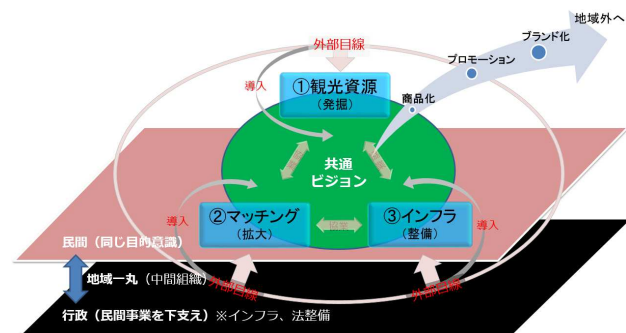 地域外へ
ブランド化
プロモーション
商品化
外部目線
導入
①観光資源
(発掘)
共通
ビジョン
導入
②マッチング
(拡大)
③インフラ
(整備)
導入
民間(同じ目的意識)
外部目線
外部目線
地域一丸(中間組織)
行政(民間事業を下支え)※インフラ、法整備